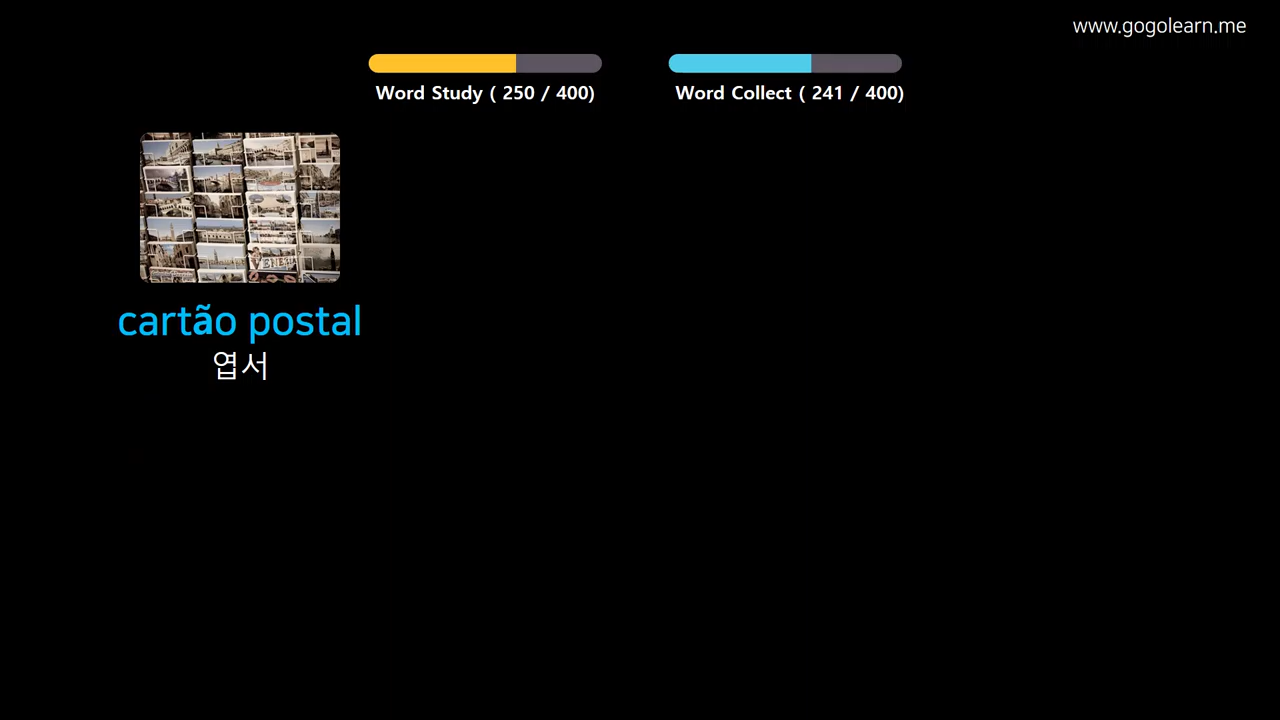 www.gogolearn.me
Word Study ( 250 / 400)
Word Collect ( 241 / 400)
cartão postal
엽서